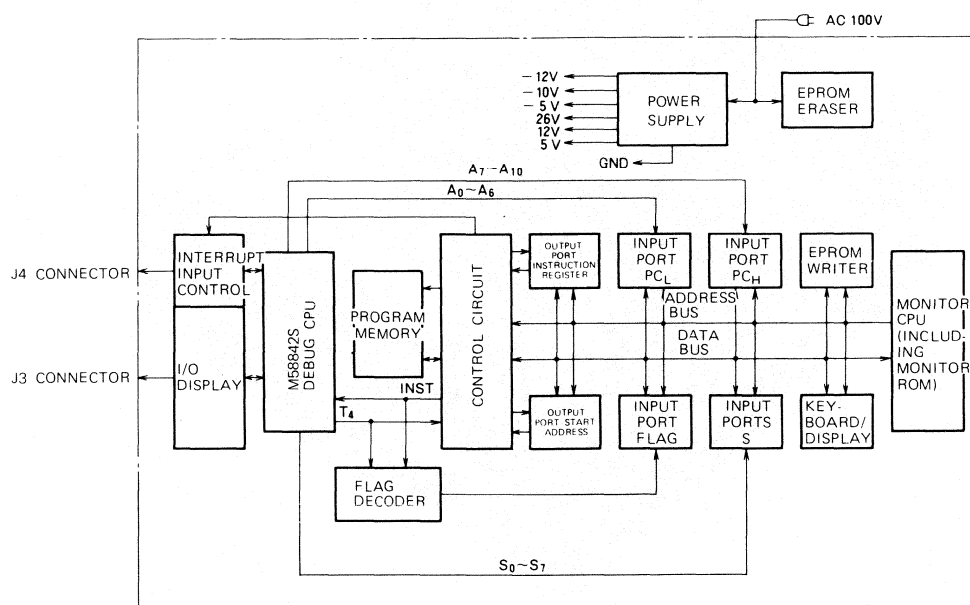 AC 100V
− 12V
− 10V
− 5V
26V
12V
5 V
GND
POWER
SUPPLY
EPROM
ERASER
A₇~A₁₀
A₀~A₆
J4 CONNECTOR
INTERRUPT
INPUT
CONTROL
J3 CONNECTOR
I/O
DISPLAY
M58842S
DEBUG CPU
PROGRAM
MEMORY
INST
T₄
CONTROL CIRCUIT
FLAG
DECODER
OUTPUT
PORT
INSTRUCTION
REGISTER
INPUT
PORT
PCL
INPUT
PORT
PCH
EPROM
WRITER
ADDRESS
BUS
DATA
BUS
MONITOR
CPU
(INCLUD-
ING
MONITOR
ROM)
OUTPUT
PORT START
ADDRESS
INPUT
PORT
FLAG
INPUT
PORTS
S
KEY-
BOARD/
DISPLAY
S₀~S₇